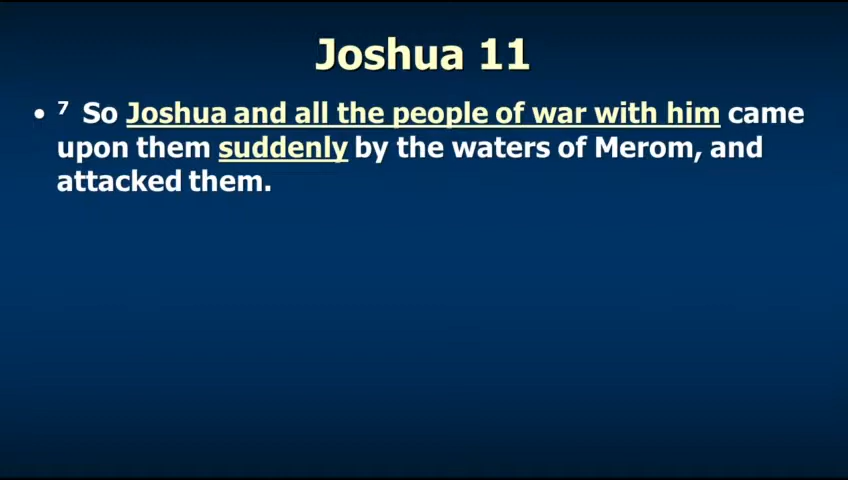 Joshua 11
• ⁷ So Joshua and all the people of war with him came
upon them suddenly by the waters of Merom, and
attacked them.